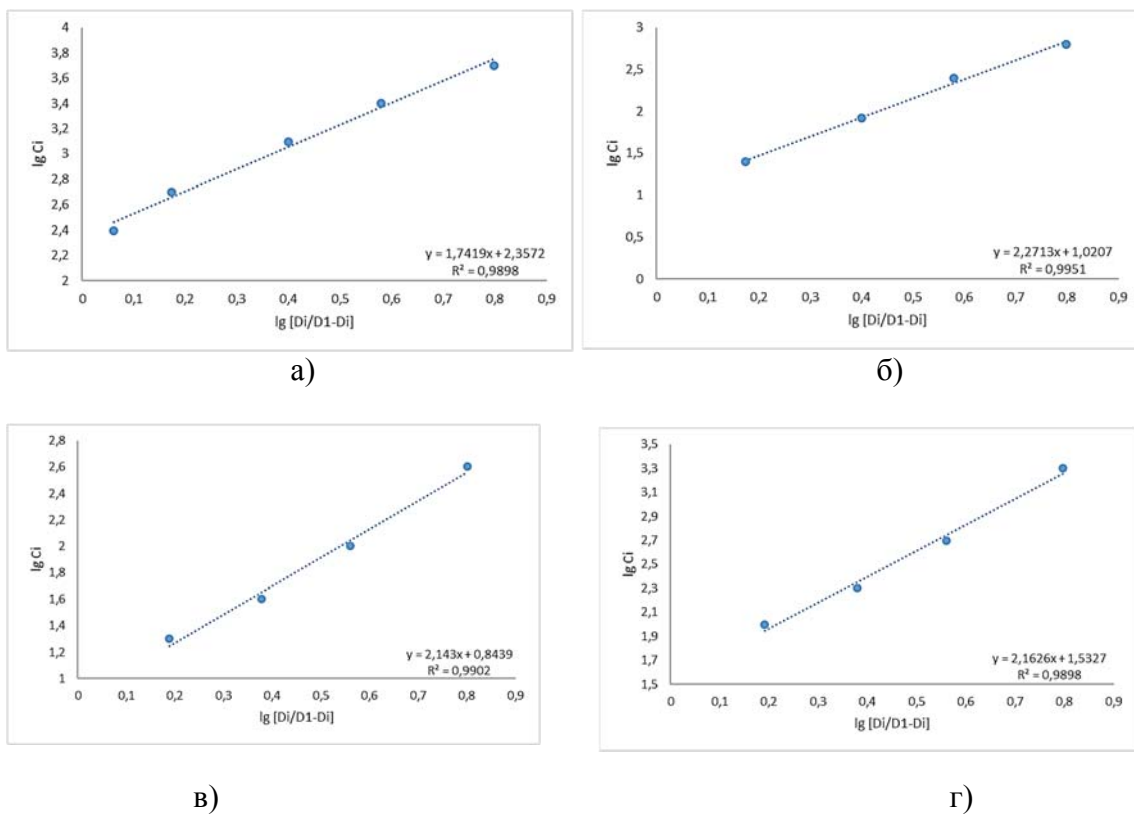 4
3,8
3,6
3,4
3,2
3
2,8
2,6
2,4
2,2
2
lg Ci
y = 1,7419x + 2,3572
R² = 0,9898
0 0,1 0,2 0,3 0,4 0,5 0,6 0,7 0,8 0,9
lg [Di/D1-Di]
а)
3
2,5
2
1,5
1
0,5
0
lg Ci
y = 2,2713x + 1,0207
R² = 0,9951
0 0,1 0,2 0,3 0,4 0,5 0,6 0,7 0,8 0,9
lg [Di/D1-Di]
б)
2,8
2,6
2,4
2,2
2
1,8
1,6
1,4
1,2
1
lg Ci
y = 2,143x + 0,8439
R² = 0,9902
0 0,1 0,2 0,3 0,4 0,5 0,6 0,7 0,8 0,9
lg [Di/D1-Di]
в)
3,5
3,3
3,1
2,9
2,7
2,5
2,3
2,1
1,9
1,7
1,5
lg Ci
y = 2,1626x + 1,5327
R² = 0,9898
0 0,1 0,2 0,3 0,4 0,5 0,6 0,7 0,8 0,9
lg [Di/D1-Di]
г)